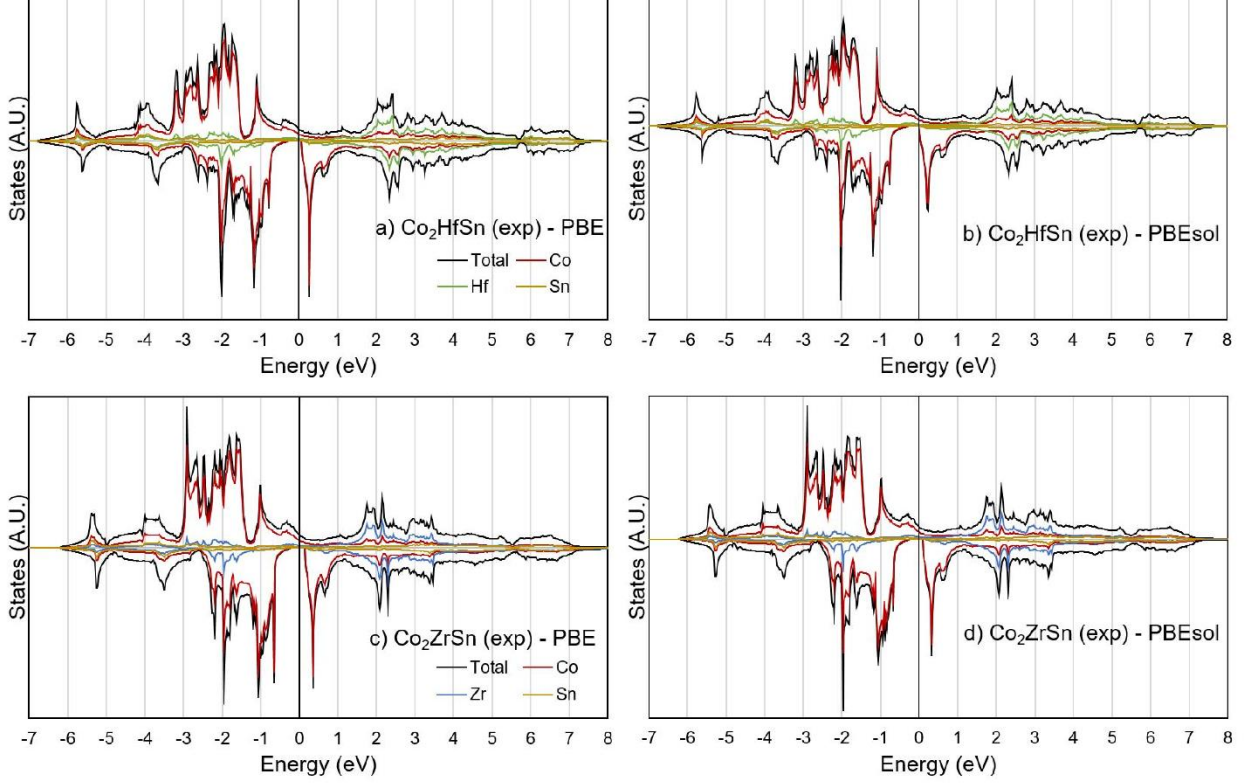 States (A.U.)
a) Co₂HfSn (exp) - PBE
Total Co
Hf Sn
-7 -6 -5 -4 -3 -2 -1 0 1 2 3 4 5 6 7 8
Energy (eV)
States (A.U.)
b) Co₂HfSn (exp) - PBEsol
-7 -6 -5 -4 -3 -2 -1 0 1 2 3 4 5 6 7 8
Energy (eV)
States (A.U.)
c) Co₂ZrSn (exp) - PBE
Total Co
Zr Sn
-7 -6 -5 -4 -3 -2 -1 0 1 2 3 4 5 6 7 8
Energy (eV)
States (A.U.)
d) Co₂ZrSn (exp) - PBEsol
-7 -6 -5 -4 -3 -2 -1 0 1 2 3 4 5 6 7 8
Energy (eV)